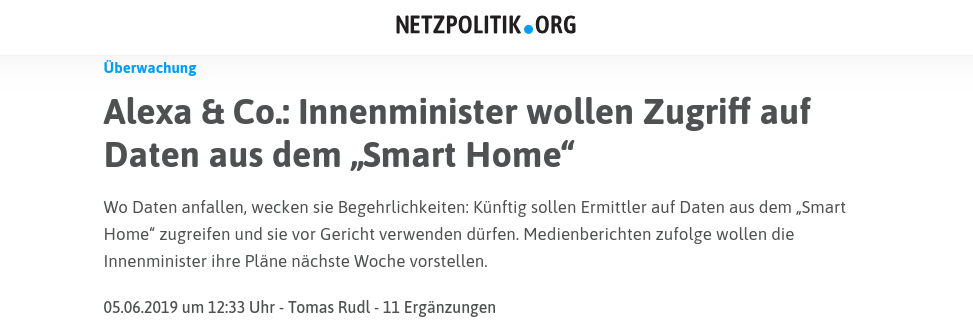 NETZPOLITIK.ORG
Überwachung
Alexa & Co.: Innenminister wollen Zugriff auf
Daten aus dem „Smart Home“
Wo Daten anfallen, wecken sie Begehrlichkeiten: Künftig sollen Ermittler auf Daten aus dem „Smart
Home“ zugreifen und sie vor Gericht verwenden dürfen. Medienberichten zufolge wollen die
Innenminister ihre Pläne nächste Woche vorstellen.
05.06.2019 um 12:33 Uhr - Tomas Rudl - 11 Ergänzungen